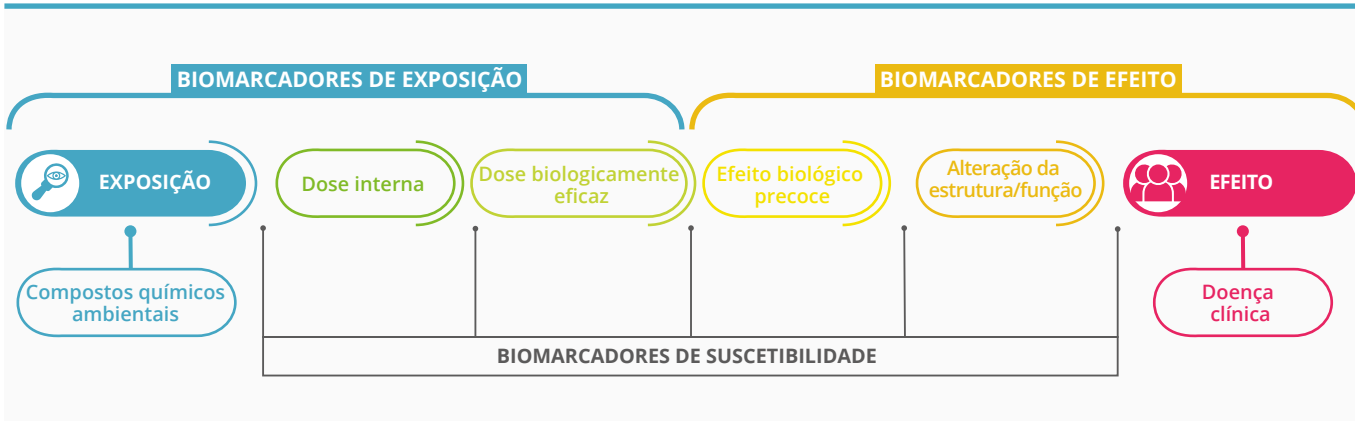 BIOMARCADORES DE EXPOSIÇÃO
BIOMARCADORES DE EFEITO
EXPOSIÇÃO
Dose interna
Dose biologicamente
eficaz
Efeito biológico
precoce
Alteração da
estrutura/função
EFEITO
Compostos químicos
ambientais
Doença
clínica
BIOMARCADORES DE SUSCETIBILIDADE